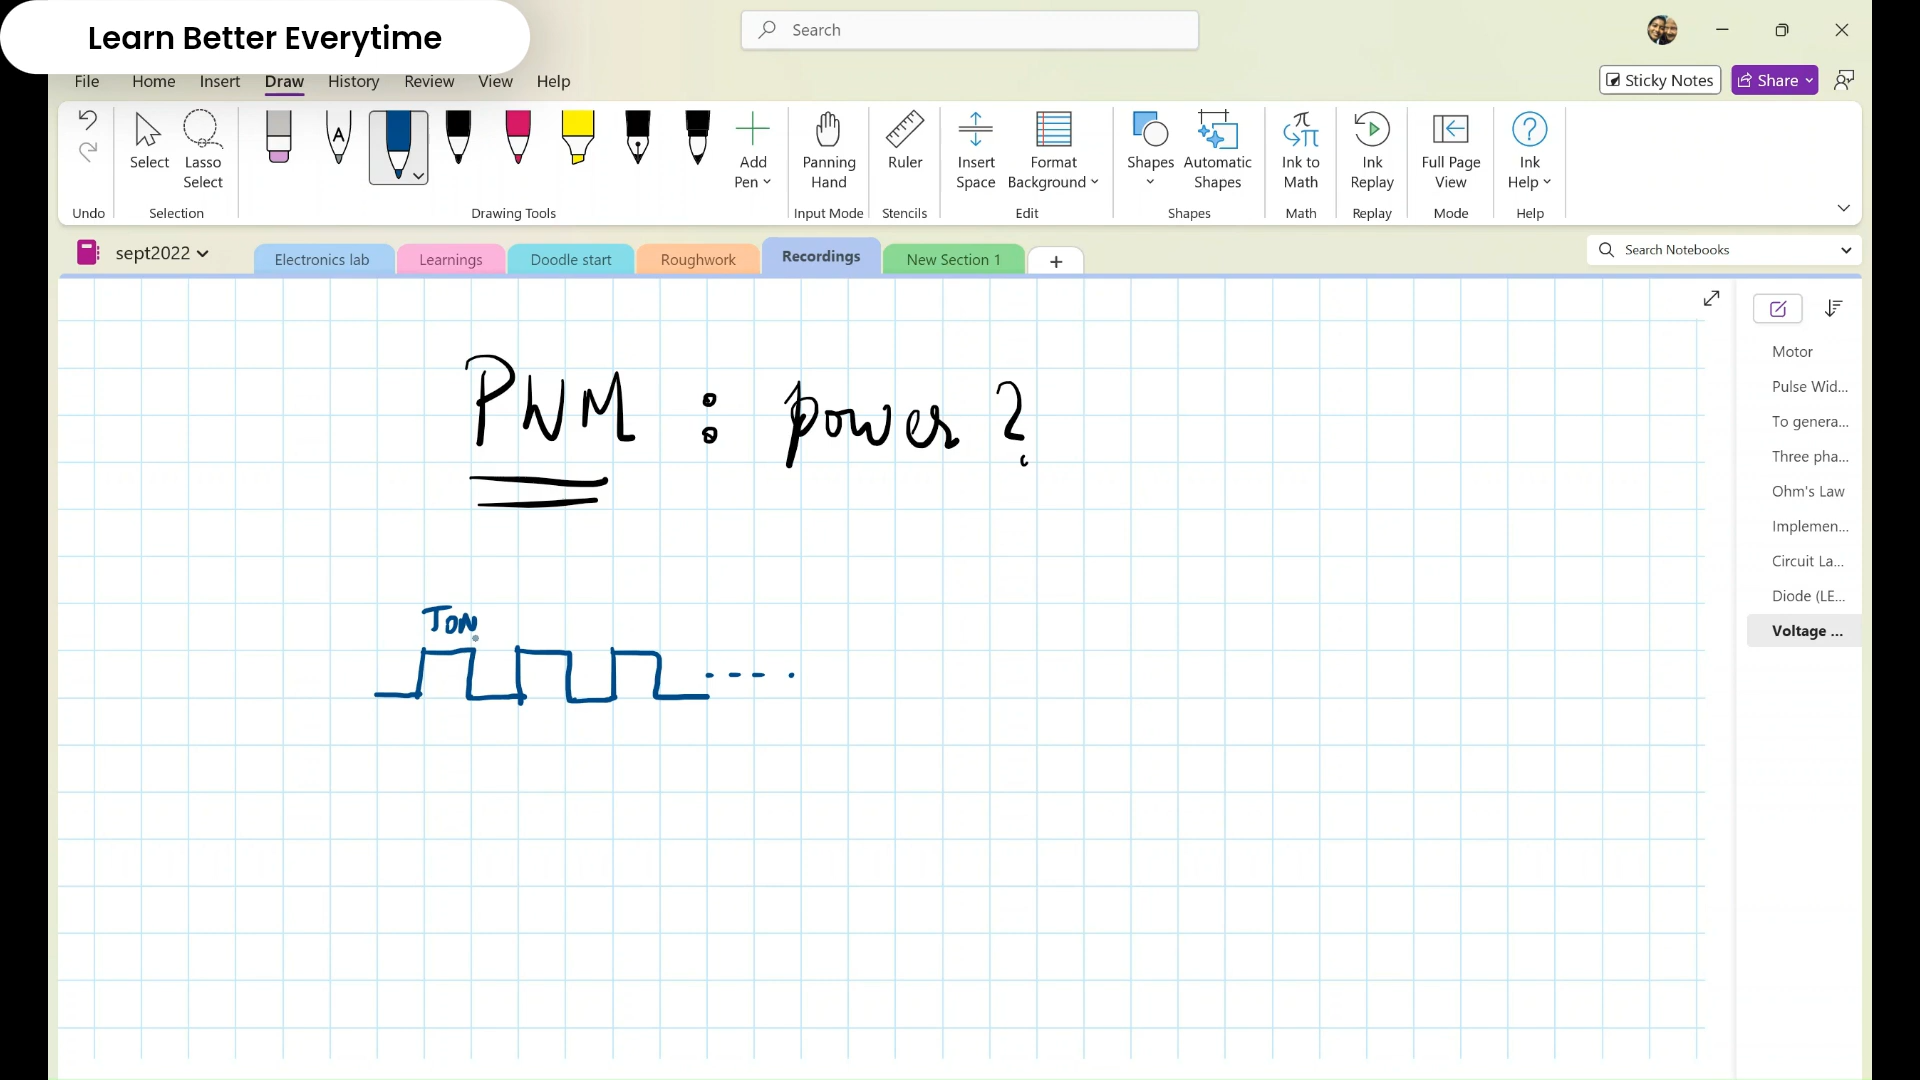 Learn Better Everytime
Search
File Home Insert Draw History Review View Help
Sticky Notes Share
Select Lasso Select Add Pen Panning Hand Ruler Insert Space Format Background Shapes Automatic Shapes Ink to Math Ink Replay Full Page View Ink Help
Undo Selection Drawing Tools Input Mode Stencils Edit Shapes Math Replay Mode Help
sept2022 Electronics lab Learnings Doodle start Roughwork Recordings New Section 1 + Search Notebooks
Motor
Pulse Wid...
To genera...
Three pha...
Ohm's Law
Implemen...
Circuit La...
Diode (LE...
Voltage ...
PWM : power ?
TON